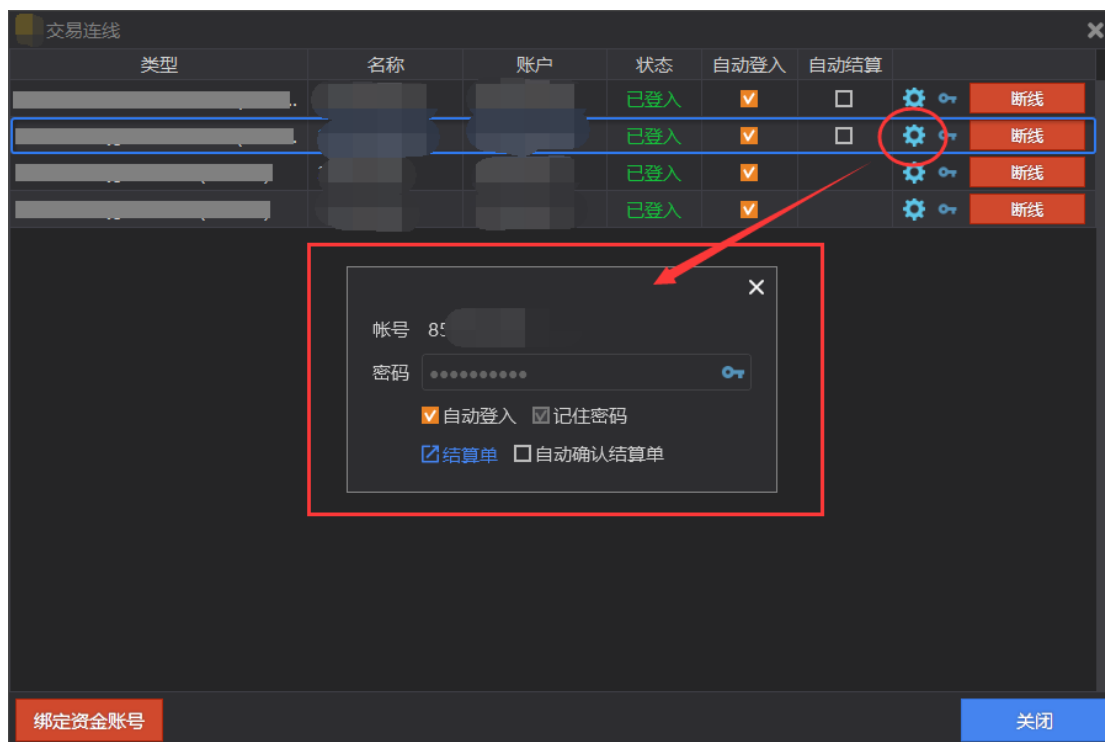 交易连线
类型 名称 账户 状态 自动登入 自动结算
已登入 断线
已登入 断线
已登入 断线
已登入 断线
帐号 85
密码 ●●●●●●●●●●
自动登入 记住密码
结算单 自动确认结算单
绑定资金账号 关闭